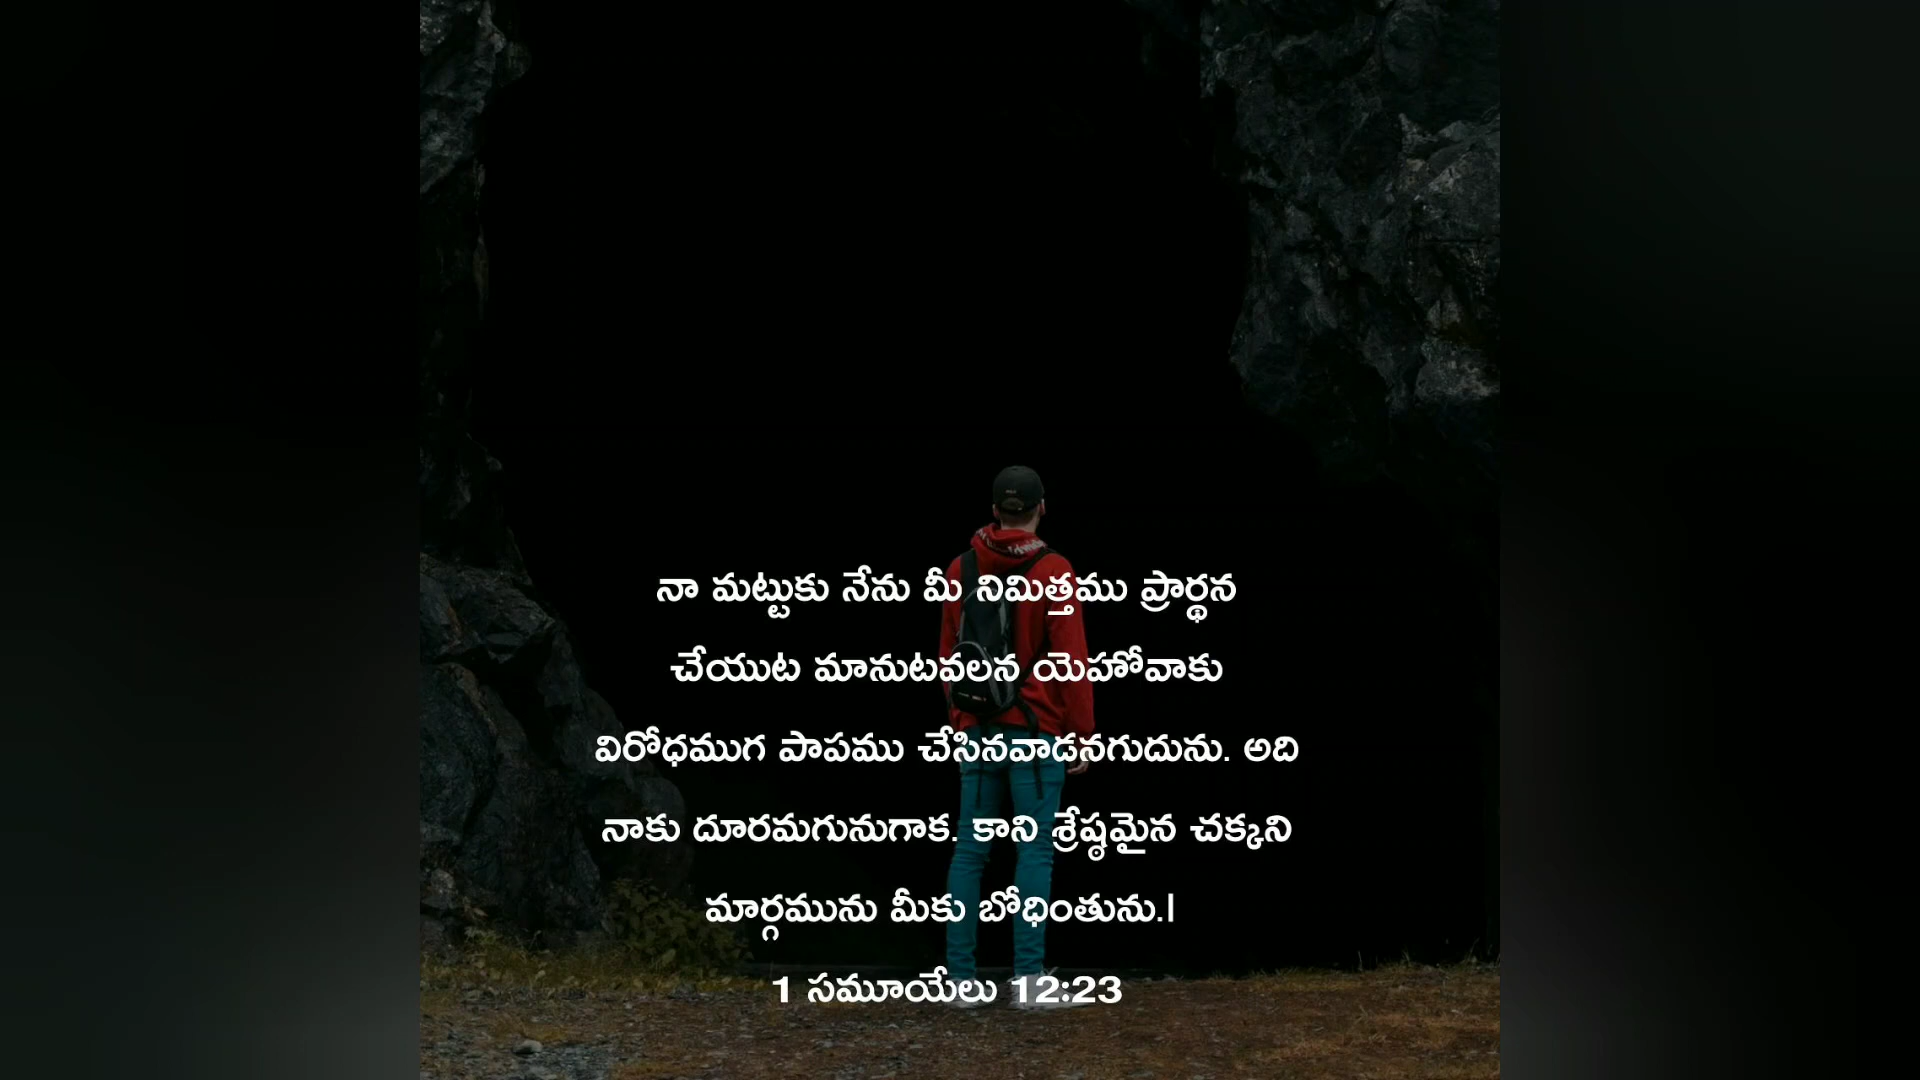 నా మట్టుకు నేను మీ నిమిత్తము ప్రార్థన
చేయుట మానుటవలన యెహోవాకు
విరోధముగ పాపము చేసినవాడనగుదును. అది
నాకు దూరమగునుగాక. కాని శ్రేష్ఠమైన చక్కని
మార్గమును మీకు బోధింతును.|
1 సమూయేలు 12:23